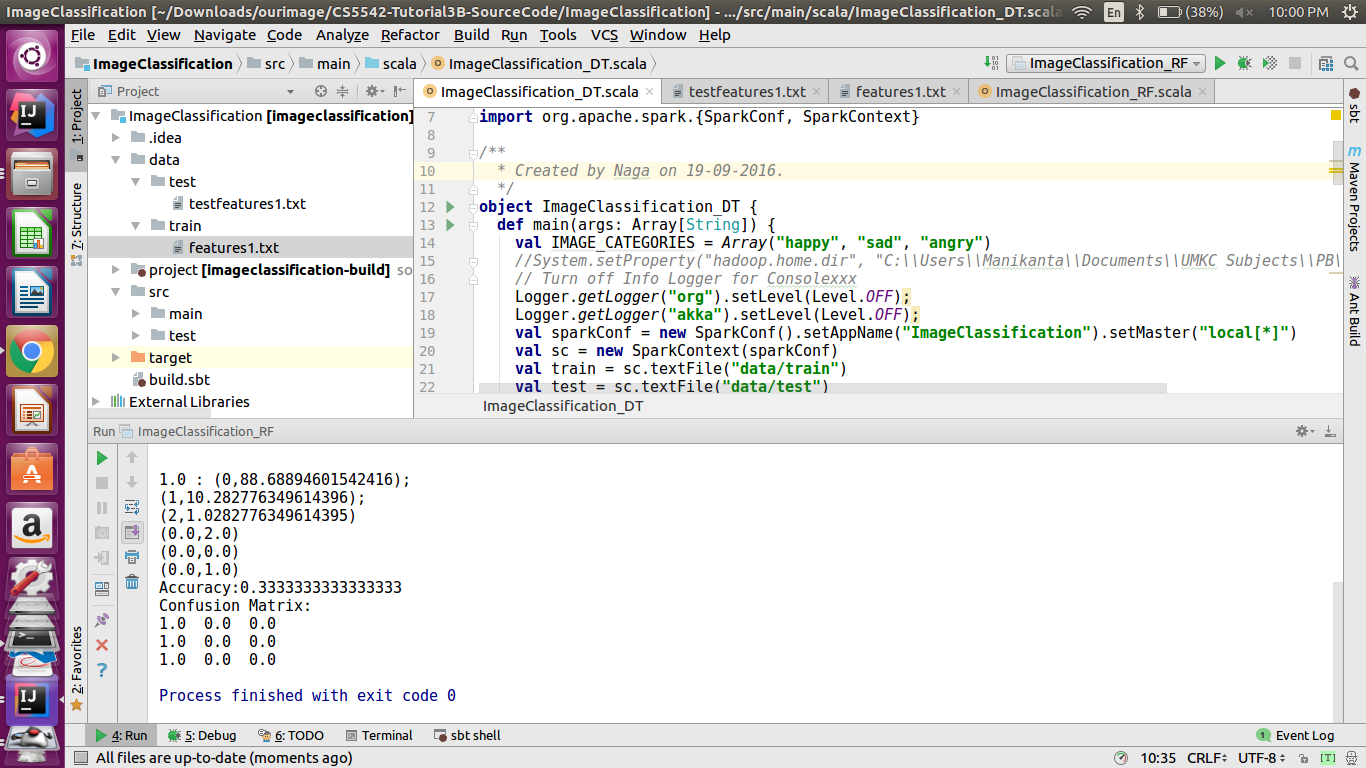 ImageClassification [~/Downloads/ourimage/CS5542-Tutorial3B-SourceCode/ImageClassification] - .../src/main/scala/ImageClassification_DT.scala
En
(38%)
10:00 PM
File Edit View Navigate Code Analyze Refactor Build Run Tools VCS Window Help
ImageClassification src main scala ImageClassification_DT.scala
ImageClassification_RF
Project
ImageClassification_DT.scala testfeatures1.txt features1.txt ImageClassification_RF.scala
1: Project
7: Structure
2: Favorites
ImageClassification [imageclassification]
.idea
data
test
testfeatures1.txt
train
features1.txt
project [imageclassification-build] so
src
main
test
target
build.sbt
External Libraries
7 import org.apache.spark.{SparkConf, SparkContext}
8
9 /**
10 * Created by Naga on 19-09-2016.
11 */
12 object ImageClassification_DT {
13 def main(args: Array[String]) {
14 val IMAGE_CATEGORIES = Array("happy", "sad", "angry")
15 //System.setProperty("hadoop.home.dir", "C:\\Users\\Manikanta\\Documents\\UMKC Subjects\\PB\
16 // Turn off Info Logger for Consolexxx
17 Logger.getLogger("org").setLevel(Level.OFF);
18 Logger.getLogger("akka").setLevel(Level.OFF);
19 val sparkConf = new SparkConf().setAppName("ImageClassification").setMaster("local[*]")
20 val sc = new SparkContext(sparkConf)
21 val train = sc.textFile("data/train")
22 val test = sc.textFile("data/test")
ImageClassification_DT
sbt
m
Maven Projects
Ant Build
Run ImageClassification_RF
1.0 : (0,88.68894601542416);
(1,10.282776349614396);
(2,1.0282776349614395)
(0.0,2.0)
(0.0,0.0)
(0.0,1.0)
Accuracy:0.3333333333333333
Confusion Matrix:
1.0 0.0 0.0
1.0 0.0 0.0
1.0 0.0 0.0
Process finished with exit code 0
4: Run 5: Debug 6: TODO Terminal sbt shell
1 Event Log
All files are up-to-date (moments ago)
10:35 CRLF UTF-8 [T]